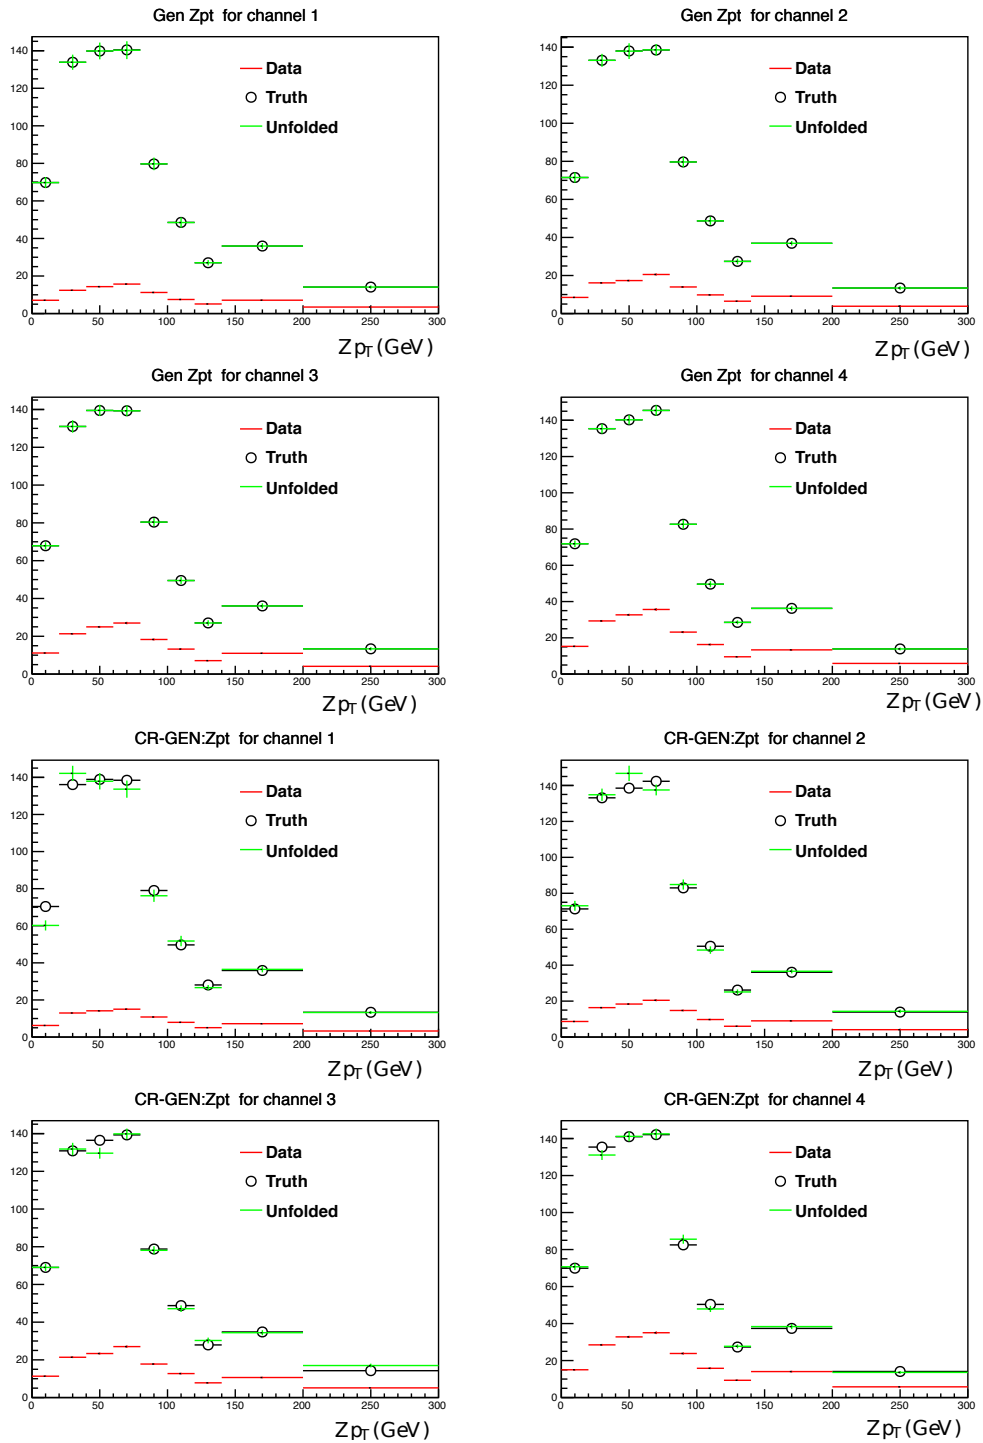 Gen Zpt for channel 1
140
120
100
80
60
40
20
0
0 50 100 150 200 250 300
Data
Truth
Unfolded
Z p_T (GeV)
Gen Zpt for channel 2
140
120
100
80
60
40
20
0
0 50 100 150 200 250 300
Data
Truth
Unfolded
Z p_T (GeV)
Gen Zpt for channel 3
140
120
100
80
60
40
20
0
0 50 100 150 200 250 300
Data
Truth
Unfolded
Z p_T (GeV)
Gen Zpt for channel 4
140
120
100
80
60
40
20
0
0 50 100 150 200 250 300
Data
Truth
Unfolded
Z p_T (GeV)
CR-GEN:Zpt for channel 1
140
120
100
80
60
40
20
0
0 50 100 150 200 250 300
Data
Truth
Unfolded
Z p_T (GeV)
CR-GEN:Zpt for channel 2
140
120
100
80
60
40
20
0
0 50 100 150 200 250 300
Data
Truth
Unfolded
Z p_T (GeV)
CR-GEN:Zpt for channel 3
140
120
100
80
60
40
20
0
0 50 100 150 200 250 300
Data
Truth
Unfolded
Z p_T (GeV)
CR-GEN:Zpt for channel 4
140
120
100
80
60
40
20
0
0 50 100 150 200 250 300
Data
Truth
Unfolded
Z p_T (GeV)